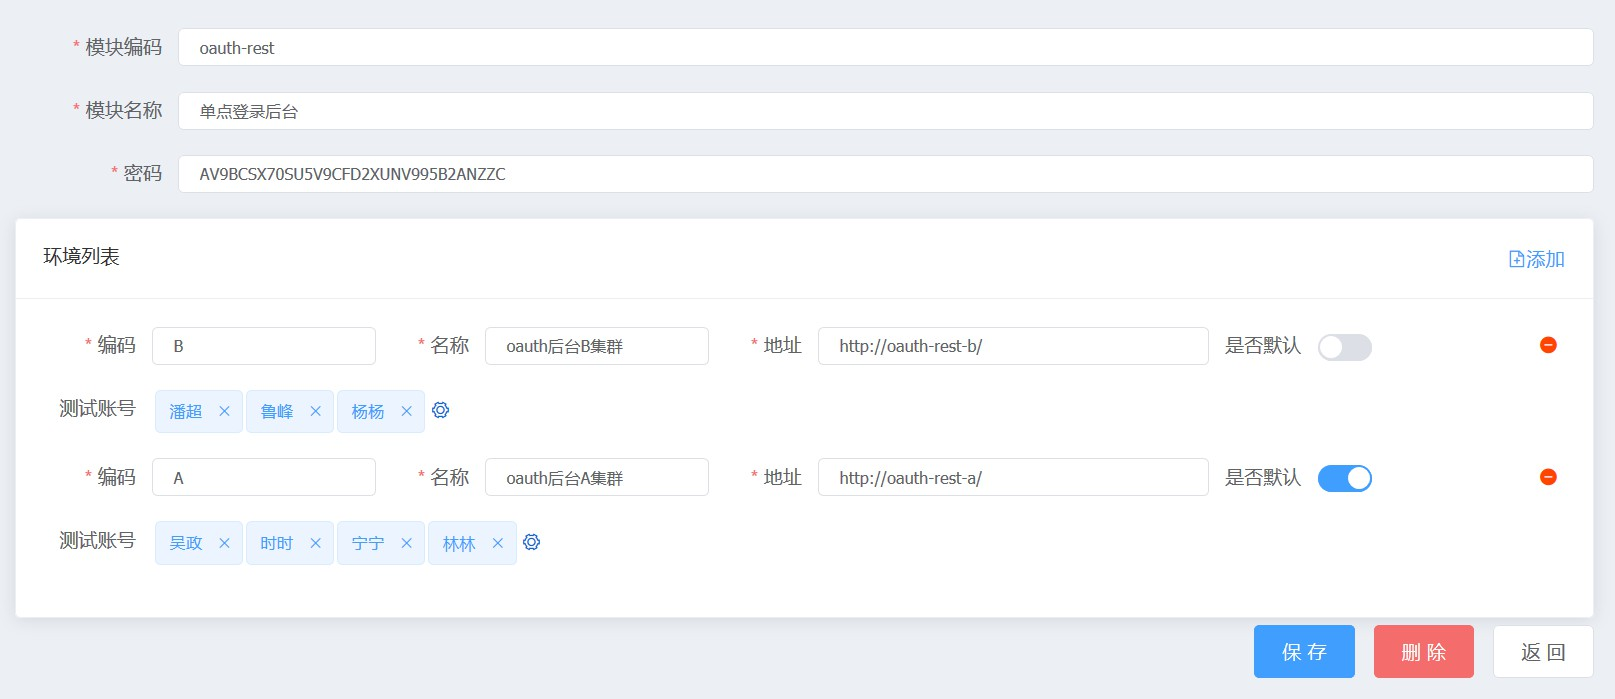 * 模块编码 oauth-rest
* 模块名称 单点登录后台
* 密码 AV9BCSX70SU5V9CFD2XUNV995B2ANZZC
环境列表 添加
* 编码 B * 名称 oauth后台B集群 * 地址 http://oauth-rest-b/ 是否默认
测试账号 潘超 × 鲁峰 × 杨杨 ×
* 编码 A * 名称 oauth后台A集群 * 地址 http://oauth-rest-a/ 是否默认
测试账号 吴政 × 时时 × 宁宁 × 林林 ×
保存 删除 返回